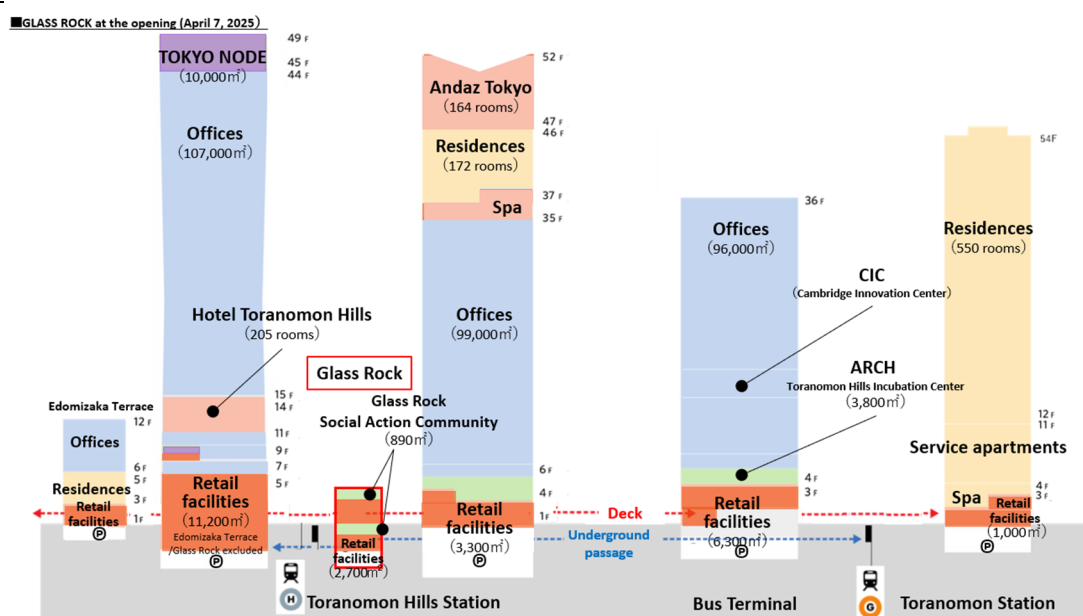 ■GLASS ROCK at the opening (April 7, 2025)
49 F
TOKYO NODE
(10,000㎡)
45 F
44 F
Offices
(107,000㎡)
Hotel Toranomon Hills
(205 rooms)
15 F
14 F
11 F
9 F
7 F
5 F
Retail
facilities
(11,200㎡)
Edomizaka Terrace
/Glass Rock excluded
P
Edomizaka Terrace
12 F
Offices
6 F
5 F
Residences
3 F
Retail
facilities
1 F
P
Glass Rock
Glass Rock
Social Action Community
(890㎡)
Retail
facilities
(2,700㎡)
52 F
Andaz Tokyo
(164 rooms)
47 F
46 F
Residences
(172 rooms)
37 F
Spa
35 F
Offices
(99,000㎡)
6 F
4 F
Retail
facilities
(3,300㎡)
1 F
P
Deck
Underground
passage
36 F
Offices
(96,000㎡)
CIC
(Cambridge Innovation Center)
ARCH
Toranomon Hills Incubation Center
(3,800㎡)
4 F
3 F
Retail
facilities
(6,300㎡)
P
54F
Residences
(550 rooms)
12 F
11 F
Service apartments
4 F
3 F
Spa
Retail
facilities
(1,000㎡)
P
H
Toranomon Hills Station
Bus Terminal
G
Toranomon Station